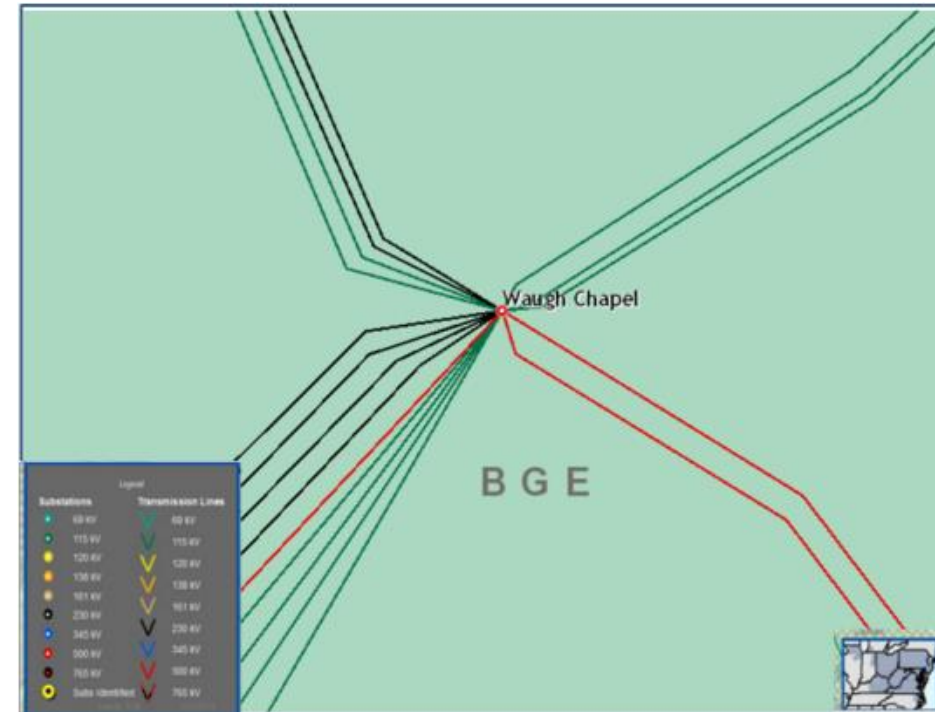 Waugh Chapel
BGE
Legend
Substations Transmission Lines
69 kV 69 kV
115 kV 115 kV
120 kV 120 kV
138 kV 138 kV
161 kV 161 kV
230 kV 230 kV
345 kV 345 kV
500 kV 500 kV
765 kV 765 kV
Subs Identified